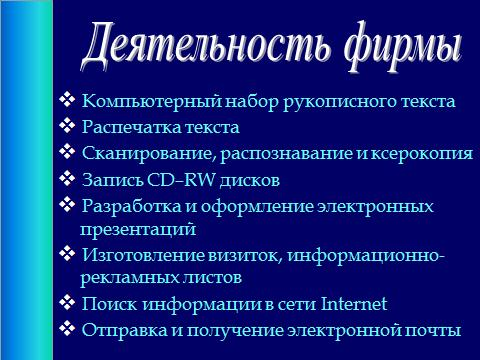 Деятельность фирмы
❖ Компьютерный набор рукописного текста
❖ Распечатка текста
❖ Сканирование, распознавание и ксерокопия
❖ Запись CD–RW дисков
❖ Разработка и оформление электронных
презентаций
❖ Изготовление визиток, информационно-
рекламных листов
❖ Поиск информации в сети Internet
❖ Отправка и получение электронной почты